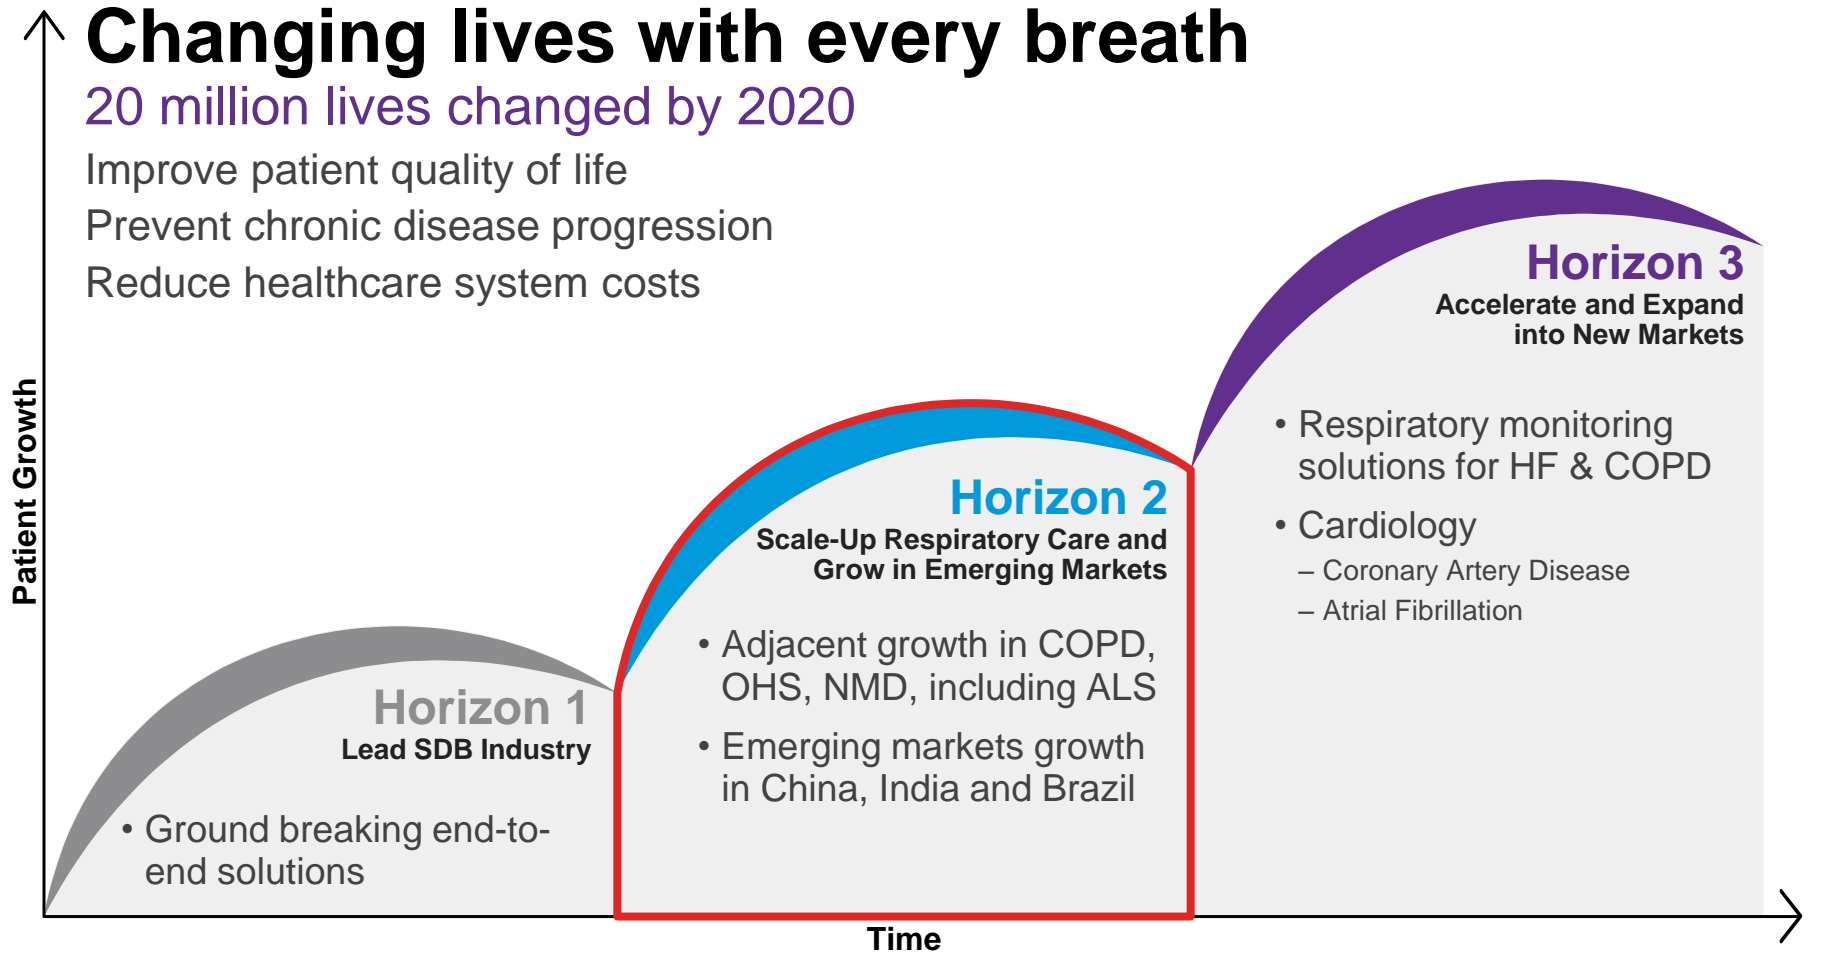 Changing lives with every breath
20 million lives changed by 2020
Improve patient quality of life
Prevent chronic disease progression
Reduce healthcare system costs
Patient Growth
Horizon 1
Lead SDB Industry
• Ground breaking end-to-
end solutions
Horizon 2
Scale-Up Respiratory Care and
Grow in Emerging Markets
• Adjacent growth in COPD,
OHS, NMD, including ALS
• Emerging markets growth
in China, India and Brazil
Horizon 3
Accelerate and Expand
into New Markets
• Respiratory monitoring
solutions for HF & COPD
• Cardiology
– Coronary Artery Disease
– Atrial Fibrillation
Time